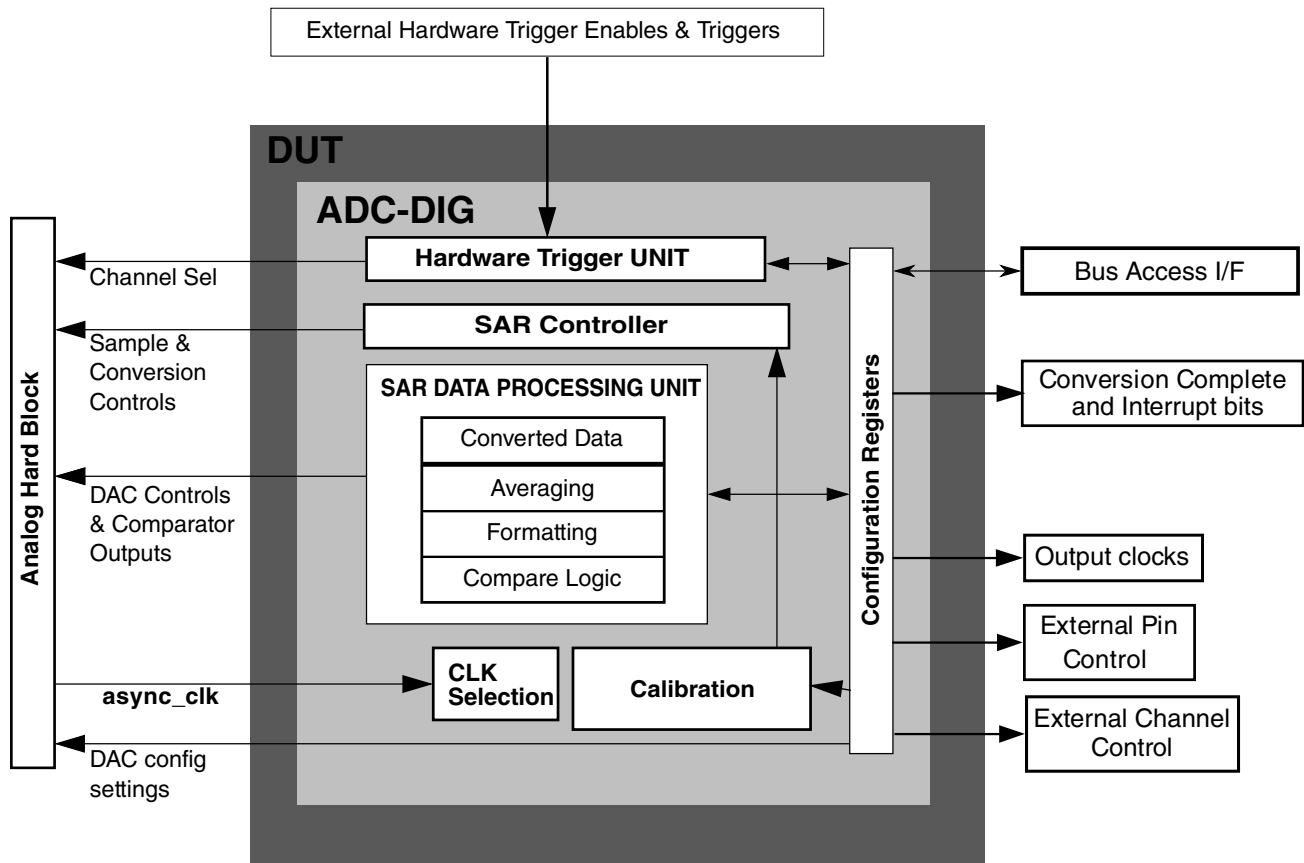 External Hardware Trigger Enables & Triggers
DUT
ADC-DIG
Hardware Trigger UNIT
Channel Sel
Bus Access I/F
SAR Controller
Sample &
Conversion
Controls
SAR DATA PROCESSING UNIT
Converted Data
Averaging
Formatting
Compare Logic
Conversion Complete
and Interrupt bits
Analog Hard Block
Configuration Registers
DAC Controls
& Comparator
Outputs
Output clocks
External Pin
Control
CLK
Selection
Calibration
async_clk
External Channel
Control
DAC config
settings